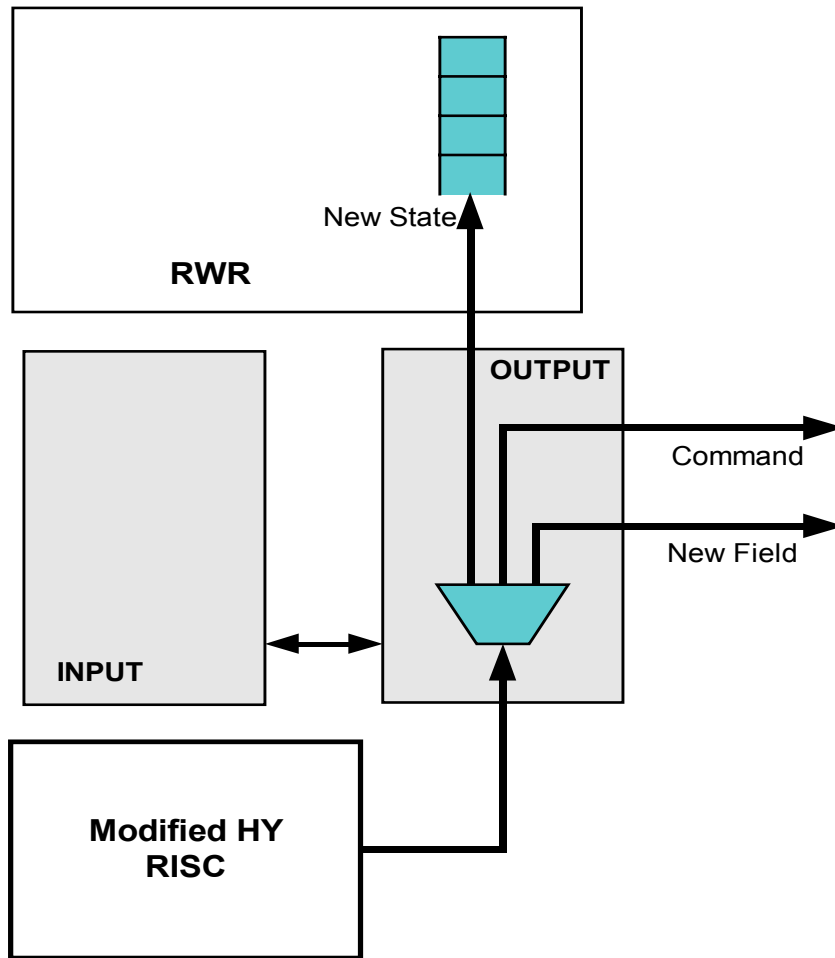 New State
RWR
OUTPUT
Command
New Field
INPUT
Modified HY
RISC